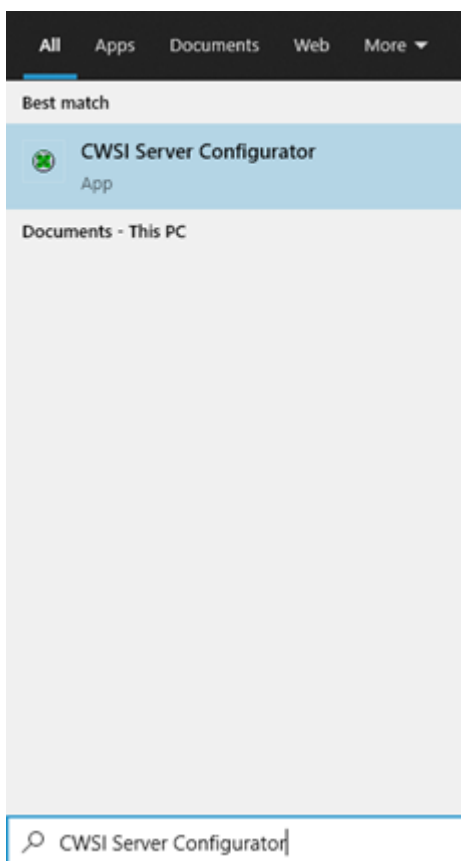 All Apps Documents Web More
Best match
CWSI Server Configurator
App
Documents - This PC
CWSI Server Configurator